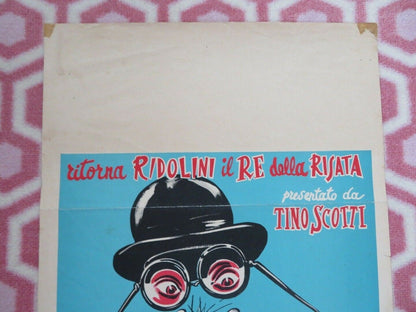 ritorna RIDOLINI il RE della RISATA
presentato da
TINO SCOTTI